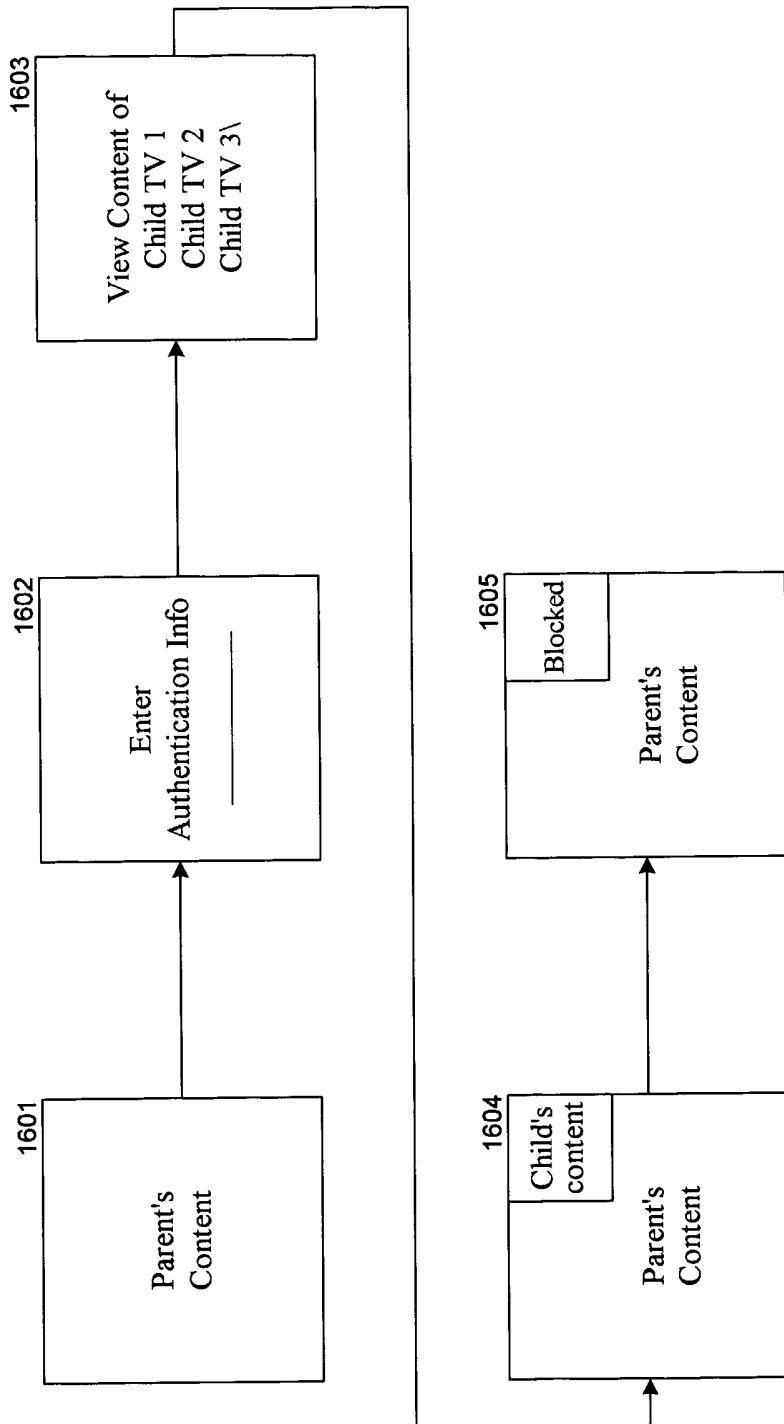 1601
Parent's
Content
1602
Enter
Authentication Info
1603
View Content of
Child TV 1
Child TV 2
Child TV 3\
1604
Child's
content
Parent's
Content
1605
Blocked
Parent's
Content